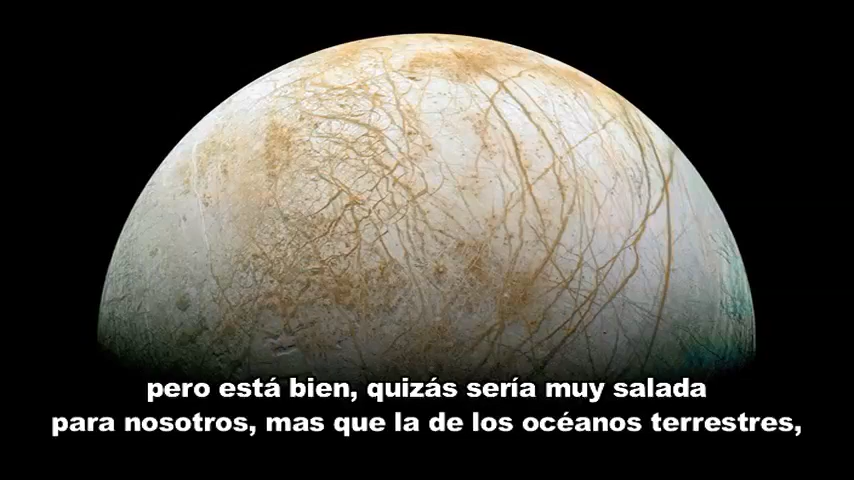 pero está bien, quizás sería muy salada
para nosotros, mas que la de los océanos terrestres,